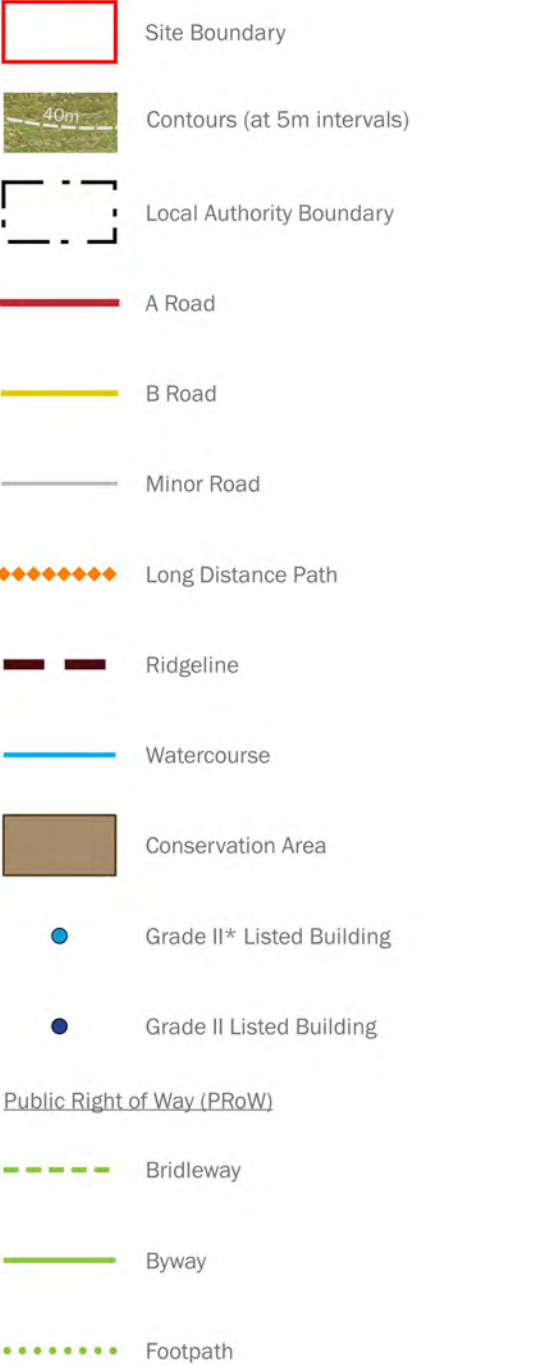 Site Boundary
40m
Contours (at 5m intervals)
Local Authority Boundary
A Road
B Road
Minor Road
Long Distance Path
Ridgeline
Watercourse
Conservation Area
Grade II* Listed Building
Grade II Listed Building
Public Right of Way (PRoW)
Bridleway
Byway
Footpath